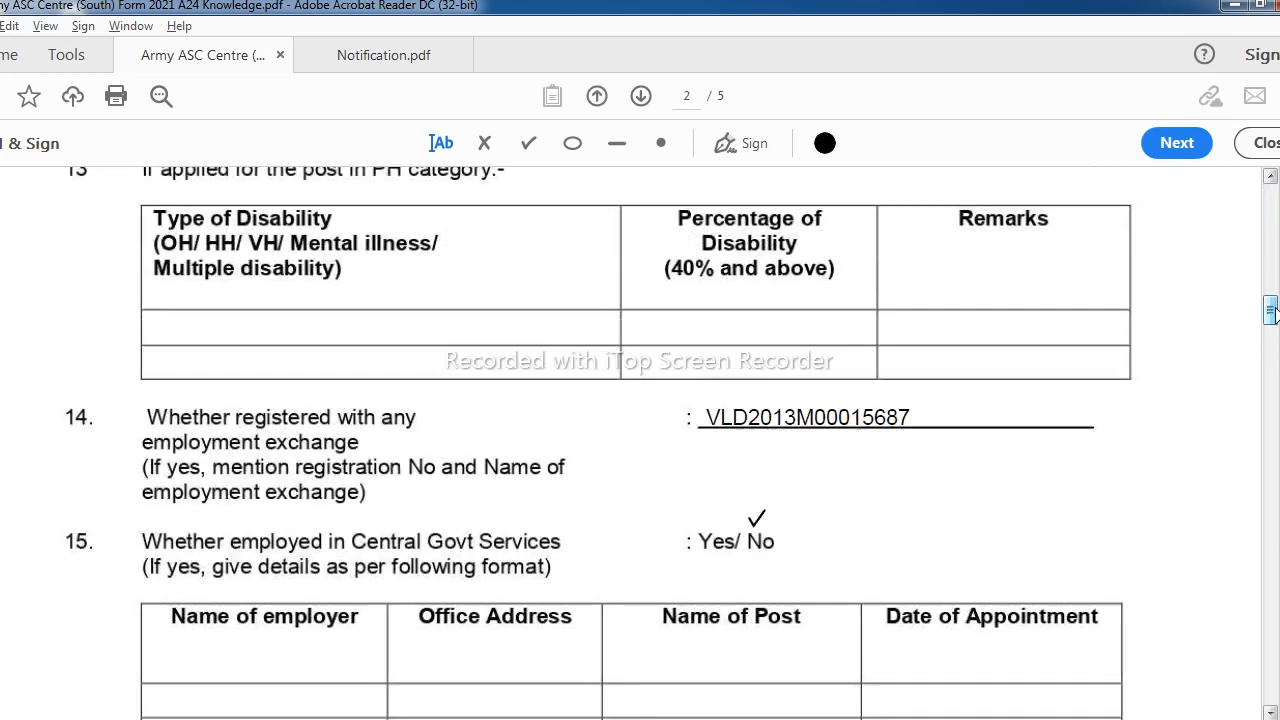 ny ASC Centre (South) Form 2021 A24 Knowledge.pdf - Adobe Acrobat Reader DC (32-bit)
Edit View Sign Window Help
me Tools Army ASC Centre (... × Notification.pdf ? Sign
2 / 5
l & Sign Ab Sign Next Clos
13 If applied for the post in PH category:-
Type of Disability
(OH/ HH/ VH/ Mental illness/
Multiple disability)
Percentage of
Disability
(40% and above)
Remarks
Recorded with iTop Screen Recorder
14. Whether registered with any : VLD2013M00015687
employment exchange
(If yes, mention registration No and Name of
employment exchange)
15. Whether employed in Central Govt Services : Yes/ No
(If yes, give details as per following format)
Name of employer Office Address Name of Post Date of Appointment